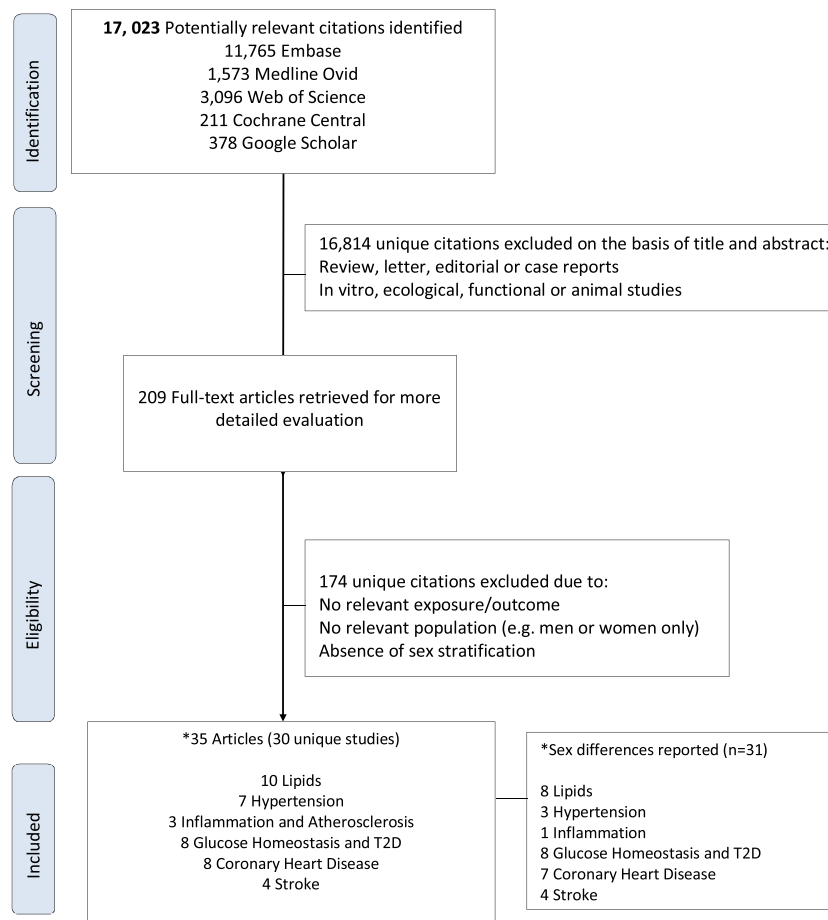 Identification
17, 023 Potentially relevant citations identified
11,765 Embase
1,573 Medline Ovid
3,096 Web of Science
211 Cochrane Central
378 Google Scholar
Screening
16,814 unique citations excluded on the basis of title and abstract:
Review, letter, editorial or case reports
In vitro, ecological, functional or animal studies
209 Full-text articles retrieved for more
detailed evaluation
Eligibility
174 unique citations excluded due to:
No relevant exposure/outcome
No relevant population (e.g. men or women only)
Absence of sex stratification
Included
*35 Articles (30 unique studies)
10 Lipids
7 Hypertension
3 Inflammation and Atherosclerosis
8 Glucose Homeostasis and T2D
8 Coronary Heart Disease
4 Stroke
*Sex differences reported (n=31)
8 Lipids
3 Hypertension
1 Inflammation
8 Glucose Homeostasis and T2D
7 Coronary Heart Disease
4 Stroke